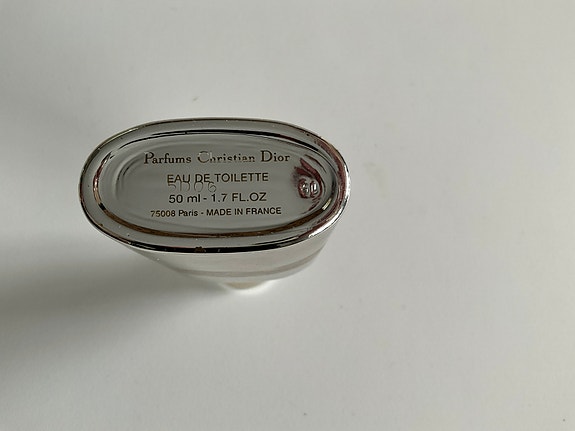 Parfums Christian Dior
EAU DE TOILETTE
50 ml - 1.7 FL.OZ
75008 Paris - MADE IN FRANCE